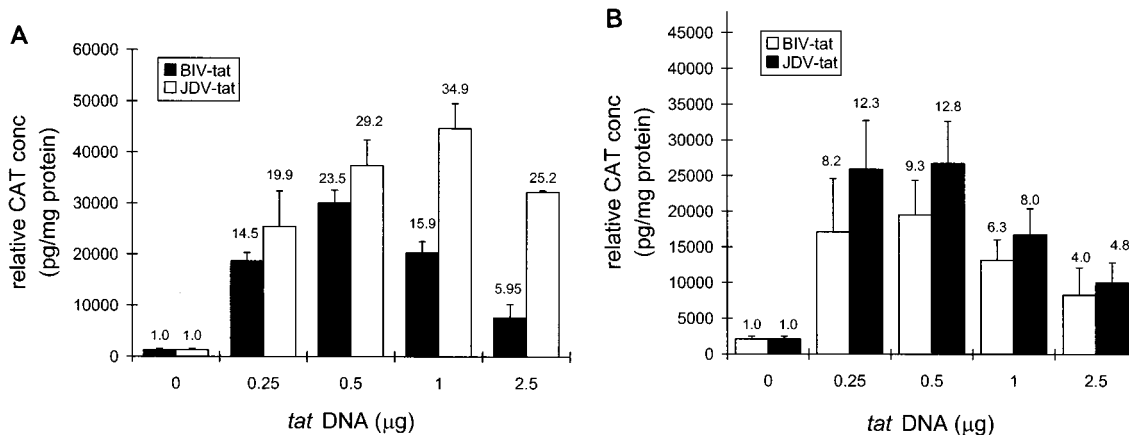 A
relative CAT conc
(pg/mg protein)
60000
50000
40000
30000
20000
10000
0
BIV-tat
JDV-tat
1.0 1.0
14.5 19.9
23.5 29.2
15.9 34.9
5.95 25.2
0 0.25 0.5 1 2.5
tat DNA (µg)
B
relative CAT conc
(pg/mg protein)
45000
40000
35000
30000
25000
20000
15000
10000
5000
0
BIV-tat
JDV-tat
1.0 1.0
8.2 12.3
9.3 12.8
6.3 8.0
4.0 4.8
0 0.25 0.5 1 2.5
tat DNA (µg)